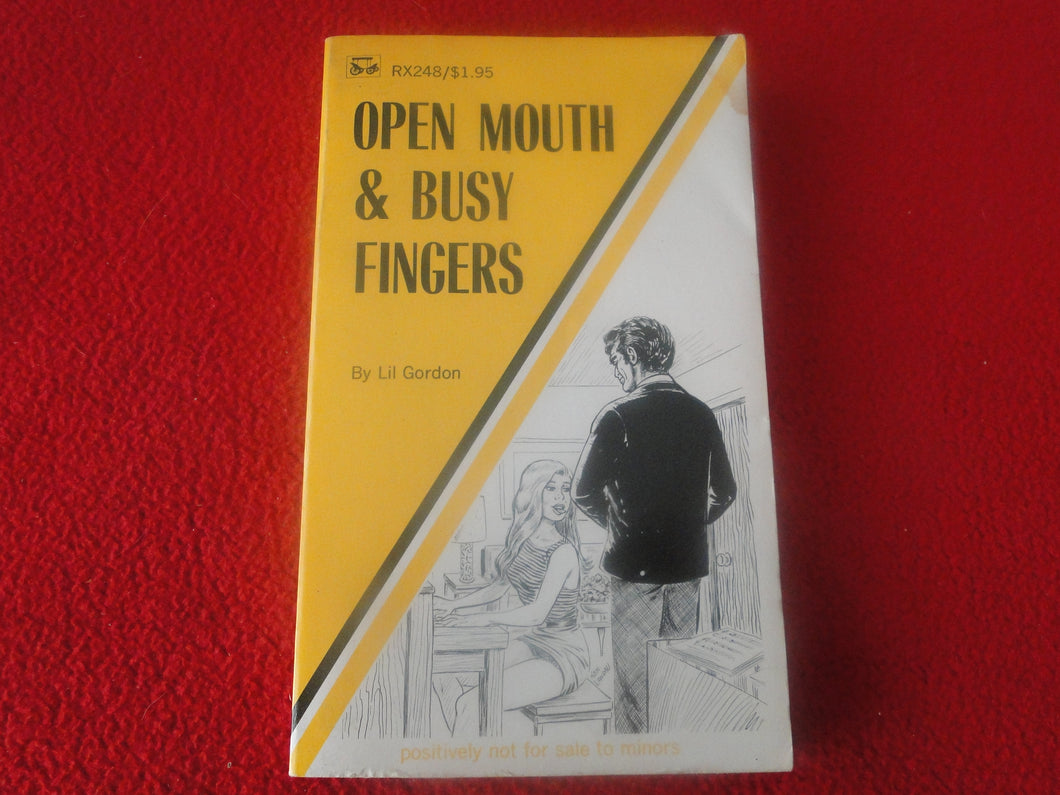 RX248/$1.95
OPEN MOUTH
& BUSY
FINGERS
By Lil Gordon
positively not for sale to minors